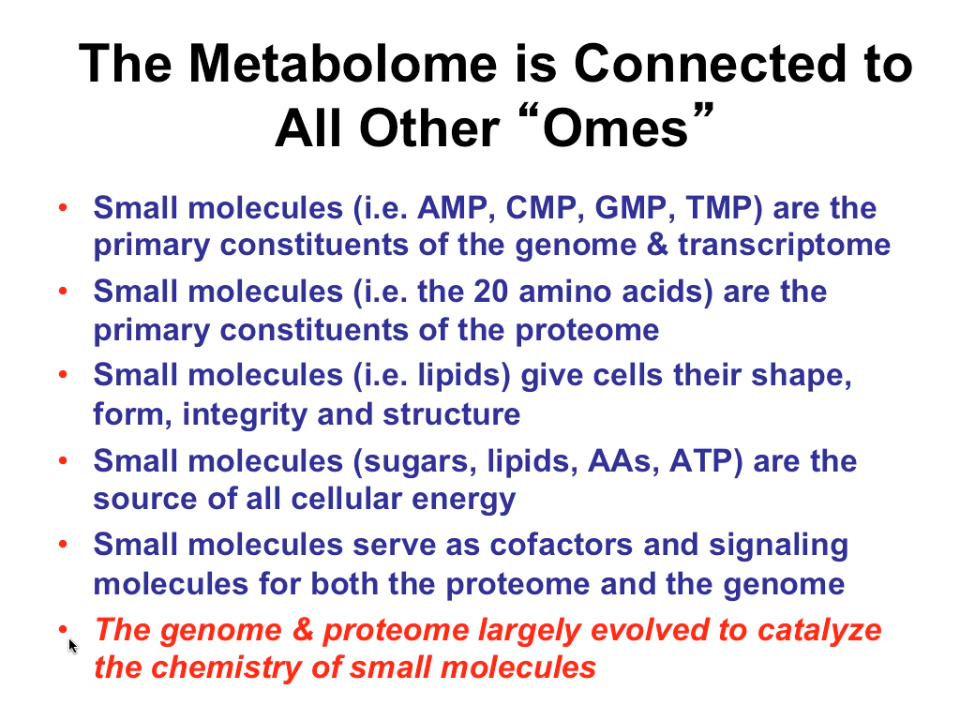 The Metabolome is Connected to
All Other “Omes”
• Small molecules (i.e. AMP, CMP, GMP, TMP) are the
primary constituents of the genome & transcriptome
• Small molecules (i.e. the 20 amino acids) are the
primary constituents of the proteome
• Small molecules (i.e. lipids) give cells their shape,
form, integrity and structure
• Small molecules (sugars, lipids, AAs, ATP) are the
source of all cellular energy
• Small molecules serve as cofactors and signaling
molecules for both the proteome and the genome
• The genome & proteome largely evolved to catalyze
the chemistry of small molecules